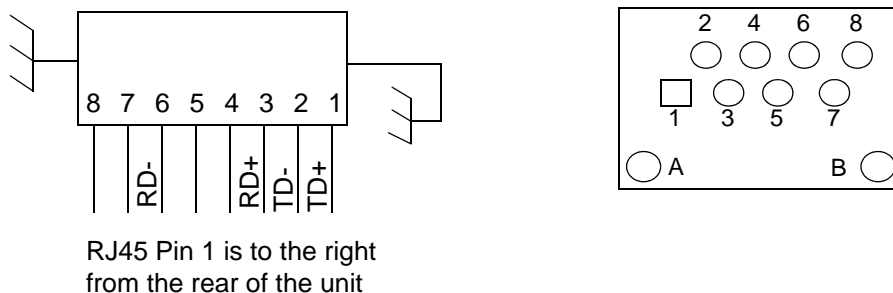 8 7 6 5 4 3 2 1
RD- RD+ TD- TD+
RJ45 Pin 1 is to the right
from the rear of the unit
2 4 6 8
1 3 5 7
A B